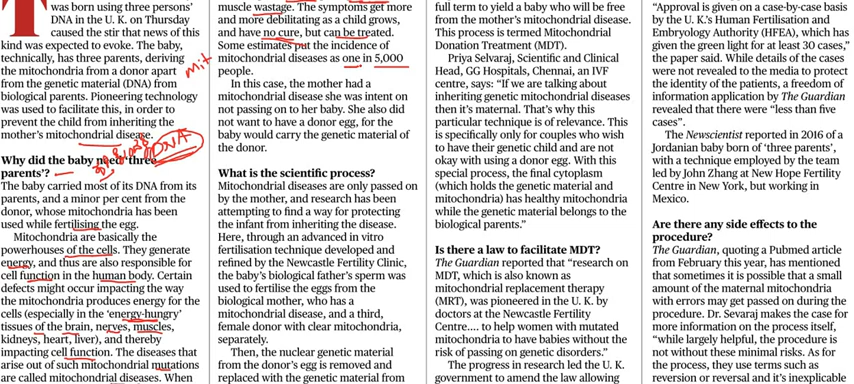 T
was born using three persons'
DNA in the U. K. on Thursday
caused the stir that news of this
kind was expected to evoke. The baby,
technically, has three parents, deriving
the mitochondria from a donor apart
from the genetic material (DNA) from
biological parents. Pioneering technology
was used to facilitate this, in order to
prevent the child from inheriting the
mother's mitochondrial disease.
Why did the baby need 'three
parents'?
The baby carried most of its DNA from its
parents, and a minor per cent from the
donor, whose mitochondria has been
used while fertilising the egg.
Mitochondria are basically the
powerhouses of the cells. They generate
energy, and thus are also responsible for
cell function in the human body. Certain
defects might occur impacting the way
the mitochondria produces energy for the
cells (especially in the 'energy-hungry'
tissues of the brain, nerves, muscles,
kidneys, heart, liver), and thereby
impacting cell function. The diseases that
arise out of such mitochondrial mutations
are called mitochondrial diseases. When
mit
DNA
muscle wastage. The symptoms get more
and more debilitating as a child grows,
and have no cure, but can be treated.
Some estimates put the incidence of
mitochondrial diseases as one in 5,000
people.
In this case, the mother had a
mitochondrial disease she was intent on
not passing on to her baby. She also did
not want to have a donor egg, for the
baby would carry the genetic material of
the donor.
What is the scientific process?
Mitochondrial diseases are only passed on
by the mother, and research has been
attempting to find a way for protecting
the infant from inheriting the disease.
Here, through an advanced in vitro
fertilisation technique developed and
refined by the Newcastle Fertility Clinic,
the baby's biological father's sperm was
used to fertilise the eggs from the
biological mother, who has a
mitochondrial disease, and a third,
female donor with clear mitochondria,
separately.
Then, the nuclear genetic material
from the donor's egg is removed and
replaced with the genetic material from
full term to yield a baby who will be
free from the mother's mitochondrial disease.
This process is termed Mitochondrial
Donation Treatment (MDT).
Priya Selvaraj, Scientific and Clinical
Head, GG Hospitals, Chennai, an IVF
centre, says: "If we are talking about
inheriting genetic mitochondrial diseases
then it's maternal. That's why this
particular technique is of relevance. This
is specifically only for couples who wish
to have their genetic child and are not
okay with using a donor egg. With this
special process, the final cytoplasm
(which holds the genetic material and
mitochondria) has healthy mitochondria
while the genetic material belongs to the
biological parents."
Is there a law to facilitate MDT?
The Guardian reported that "research on
MDT, which is also known as
mitochondrial replacement therapy
(MRT), was pioneered in the U. K. by
doctors at the Newcastle Fertility
Centre.... to help women with mutated
mitochondria to have babies without the
risk of passing on genetic disorders."
The progress in research led the U. K.
government to amend the law allowing
"Approval is given on a case-by-case basis
by the U. K.'s Human Fertilisation and
Embryology Authority (HFEA), which has
given the green light for at least 30 cases,"
the paper said. While details of the cases
were not revealed to the media to protect
the identity of the patients, a freedom of
information application by The Guardian
revealed that there were "less than five
cases".
The Newscientist reported in 2016 of a
Jordanian baby born of 'three parents',
with a technique employed by the team
led by John Zhang at New Hope Fertility
Centre in New York, but working in
Mexico.
Are there any side effects to the
procedure?
The Guardian, quoting a Pubmed article
from February this year, has mentioned
that sometimes it is possible that a small
amount of the maternal mitochondria
with errors may get passed on during the
procedure. Dr. Sevaraj makes the case for
more information on the process itself,
"while largely helpful, the procedure is
not without these minimal risks. As for
the process, they use terms such as
reversion or reversal and it's inexplicable